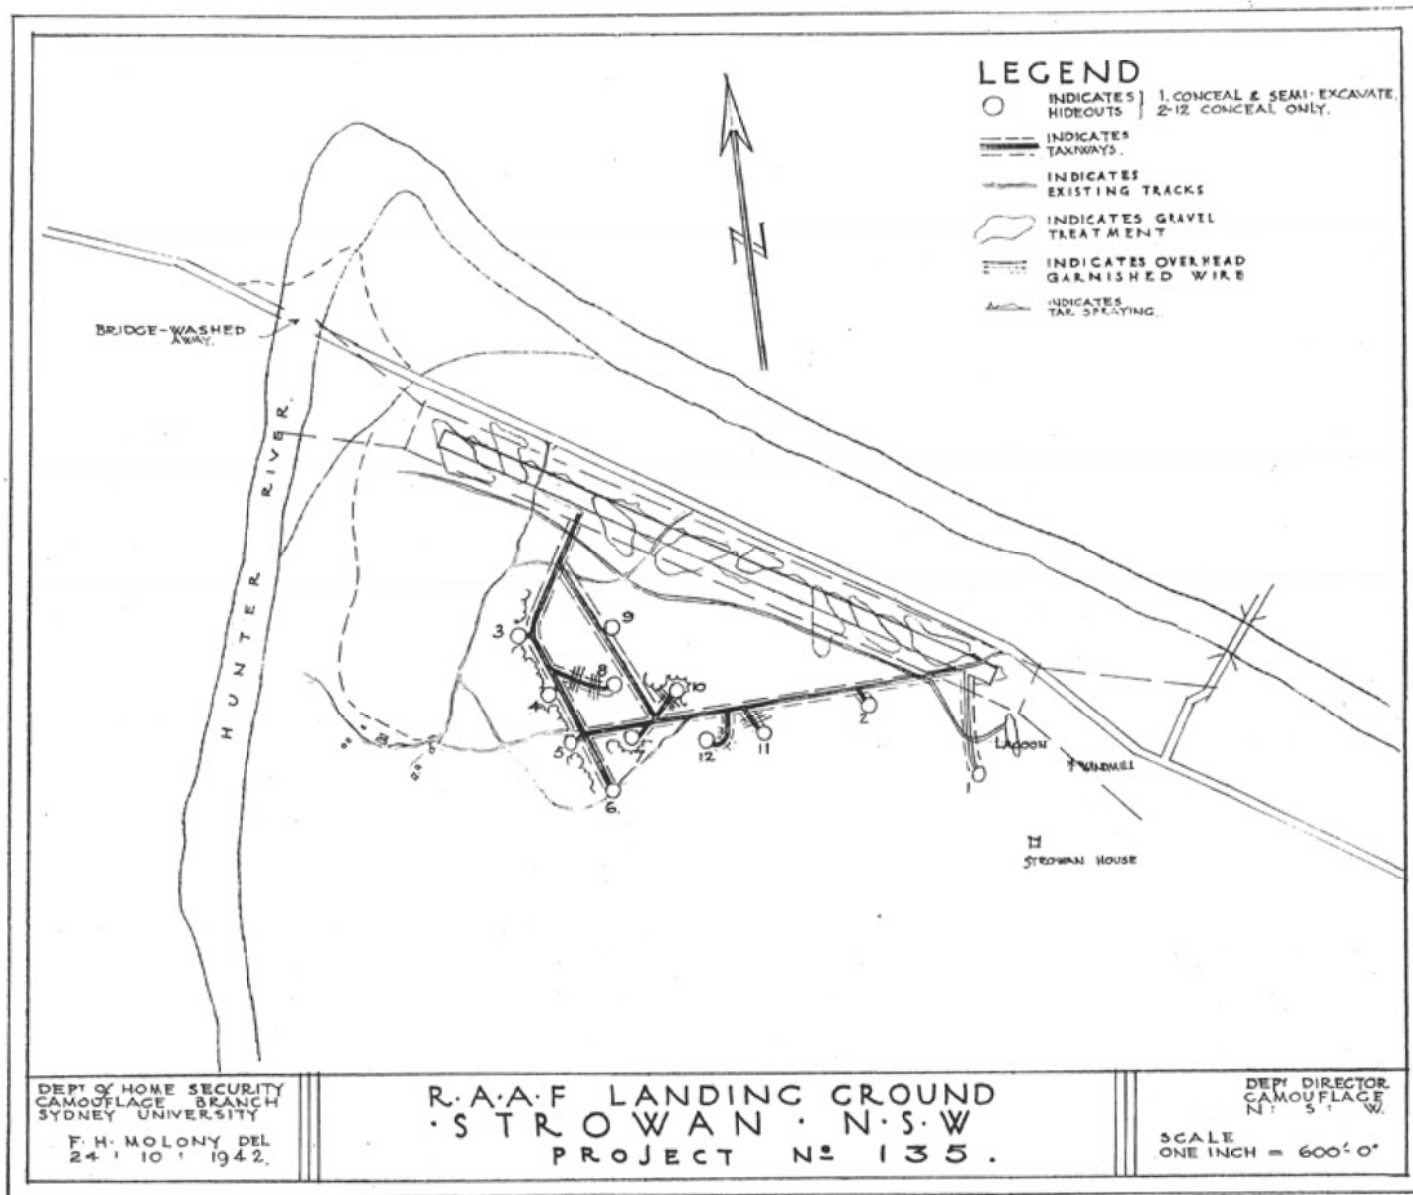 LEGEND
INDICATES HIDEOUTS } 1. CONCEAL & SEMI-EXCAVATE.
2-12 CONCEAL ONLY.
INDICATES
TAXIWAYS.
INDICATES
EXISTING TRACKS
INDICATES GRAVEL
TREATMENT
INDICATES OVERHEAD
GARNISHED WIRE
INDICATES
TAR SPRAYING.
N
BRIDGE-WASHED
AWAY.
HUNTER RIVER.
3
9
8
10
4
2
5
7
12
11
6.
1
LAGOON
WINDMILL
STROWAN HOUSE
DEPT OF HOME SECURITY
CAMOUFLAGE BRANCH
SYDNEY UNIVERSITY
F. H. MOLONY DEL
24 : 10 : 1942.
R.A.A.F LANDING GROUND
·STROWAN · N·S·W
PROJECT Nº 135.
DEPY DIRECTOR
CAMOUFLAGE
N : S : W.
SCALE
ONE INCH = 600'-0"